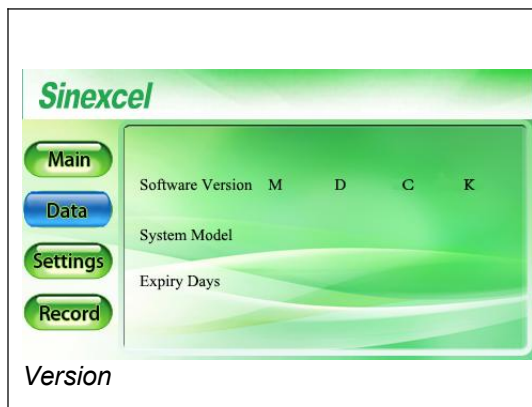 Sinexcel
Main
Data
Settings
Record
Software Version M D C K
System Model
Expiry Days
Version